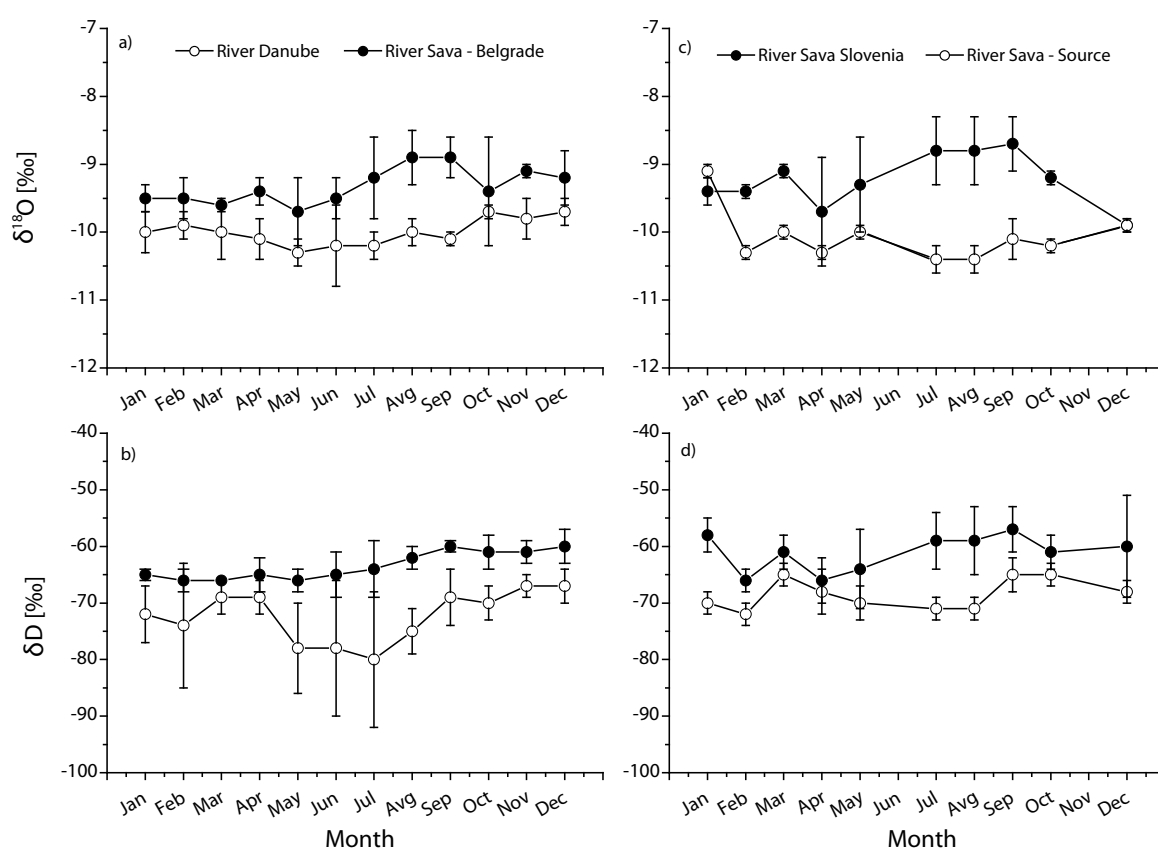 a)
River Danube
River Sava - Belgrade
δ18O [‰]
-7
-8
-9
-10
-11
-12
Jan Feb Mar Apr May Jun Jul Avg Sep Oct Nov Dec
c)
River Sava Slovenia
River Sava - Source
-7
-8
-9
-10
-11
-12
Jan Feb Mar Apr May Jun Jul Avg Sep Oct Nov Dec
b)
δD [‰]
-40
-50
-60
-70
-80
-90
-100
Jan Feb Mar Apr May Jun Jul Avg Sep Oct Nov Dec
Month
d)
-40
-50
-60
-70
-80
-90
-100
Jan Feb Mar Apr May Jun Jul Avg Sep Oct Nov Dec
Month